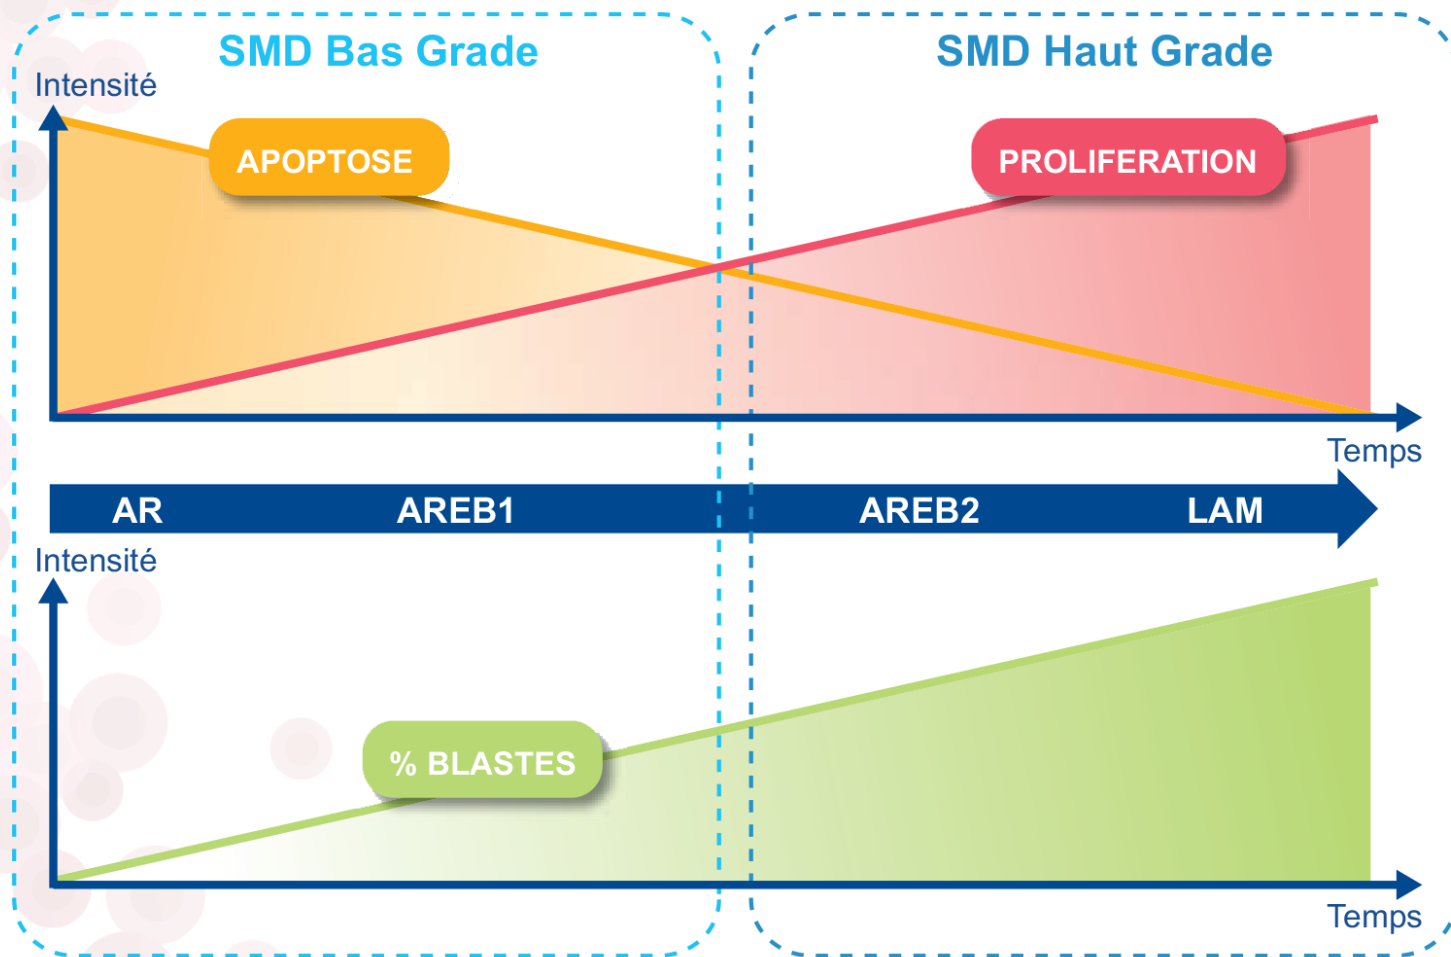 SMD Bas Grade
SMD Haut Grade
Intensité
APOPTOSE
PROLIFERATION
Temps
AR AREB1 AREB2 LAM
Intensité
% BLASTES
Temps